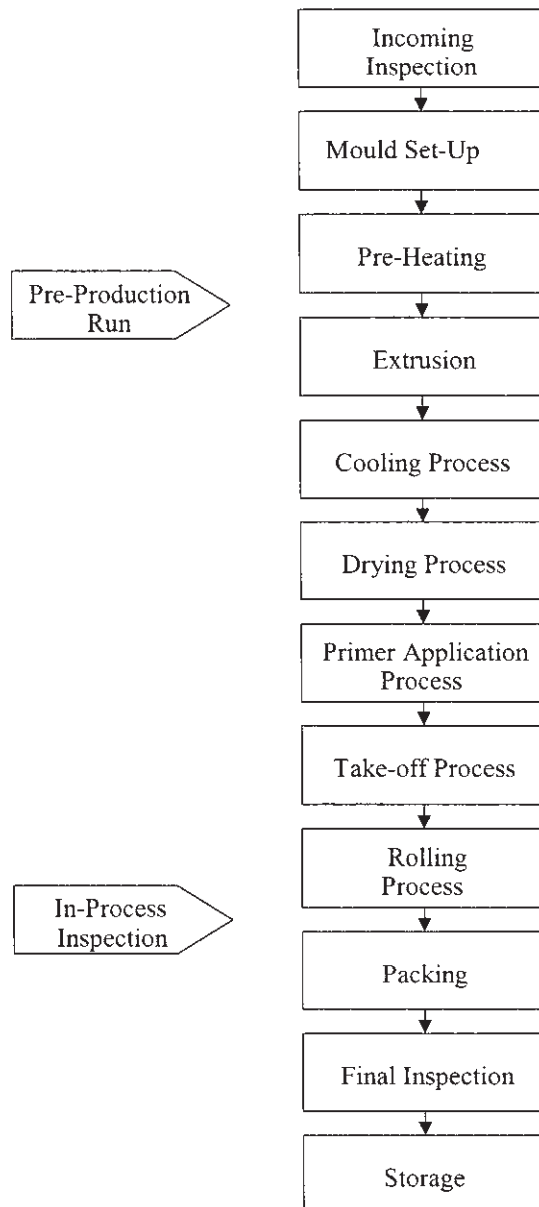 Incoming
Inspection
Mould Set-Up
Pre-Heating
Pre-Production
Run
Extrusion
Cooling Process
Drying Process
Primer Application
Process
Take-off Process
Rolling
Process
In-Process
Inspection
Packing
Final Inspection
Storage